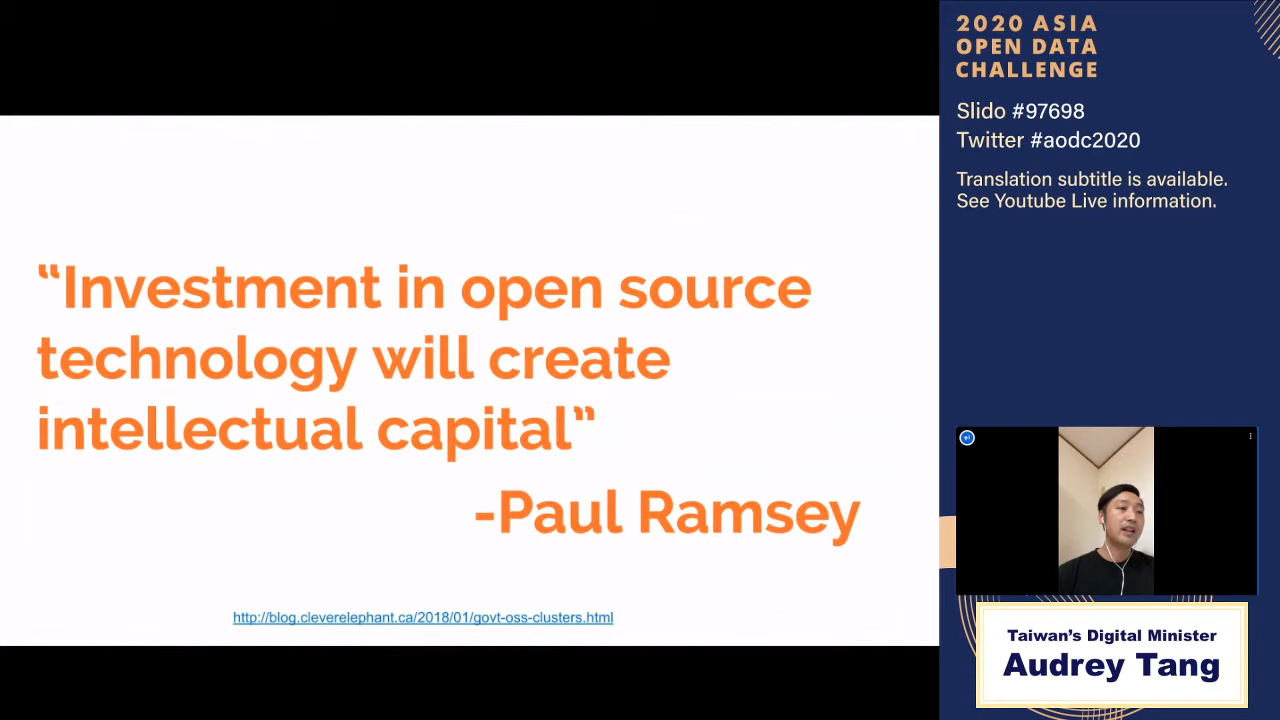 “Investment in open source
technology will create
intellectual capital”
-Paul Ramsey
http://blog.cleverelephant.ca/2018/01/govt-oss-clusters.html
2020 ASIA
OPEN DATA
CHALLENGE
Slido #97698
Twitter #aodc2020
Translation subtitle is available.
See Youtube Live information.
Taiwan's Digital Minister
Audrey Tang